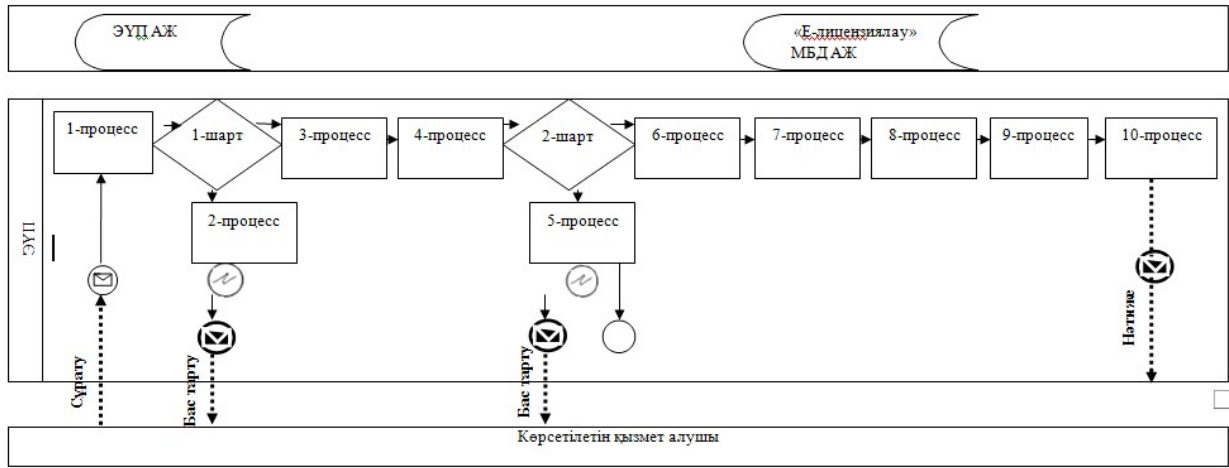 ЭҮП АЖ
«Е-лицензиялау»
МБД АЖ
1-процесс
1-шарт
3-процесс
4-процесс
2-шарт
6-процесс
7-процесс
8-процесс
9-процесс
10-процесс
2-процесс
5-процесс
ЭҮП
Сұрату
Бас тарту
Бас тарту
Нәтиже
Көрсетілетін қызмет алушы